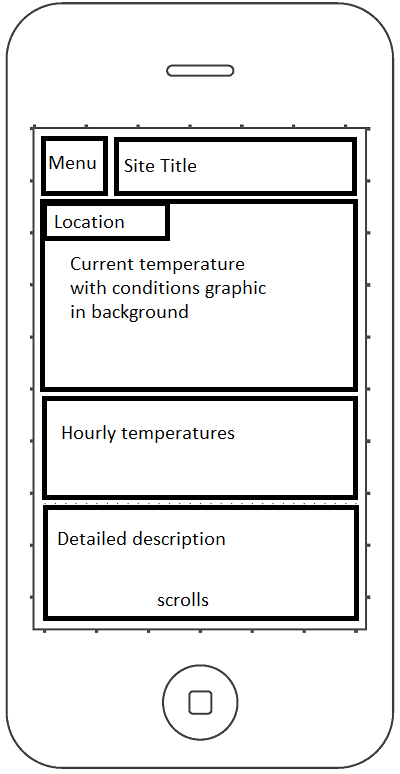 Menu
Site Title
Location
Current temperature
with conditions graphic
in background
Hourly temperatures
Detailed description
scrolls